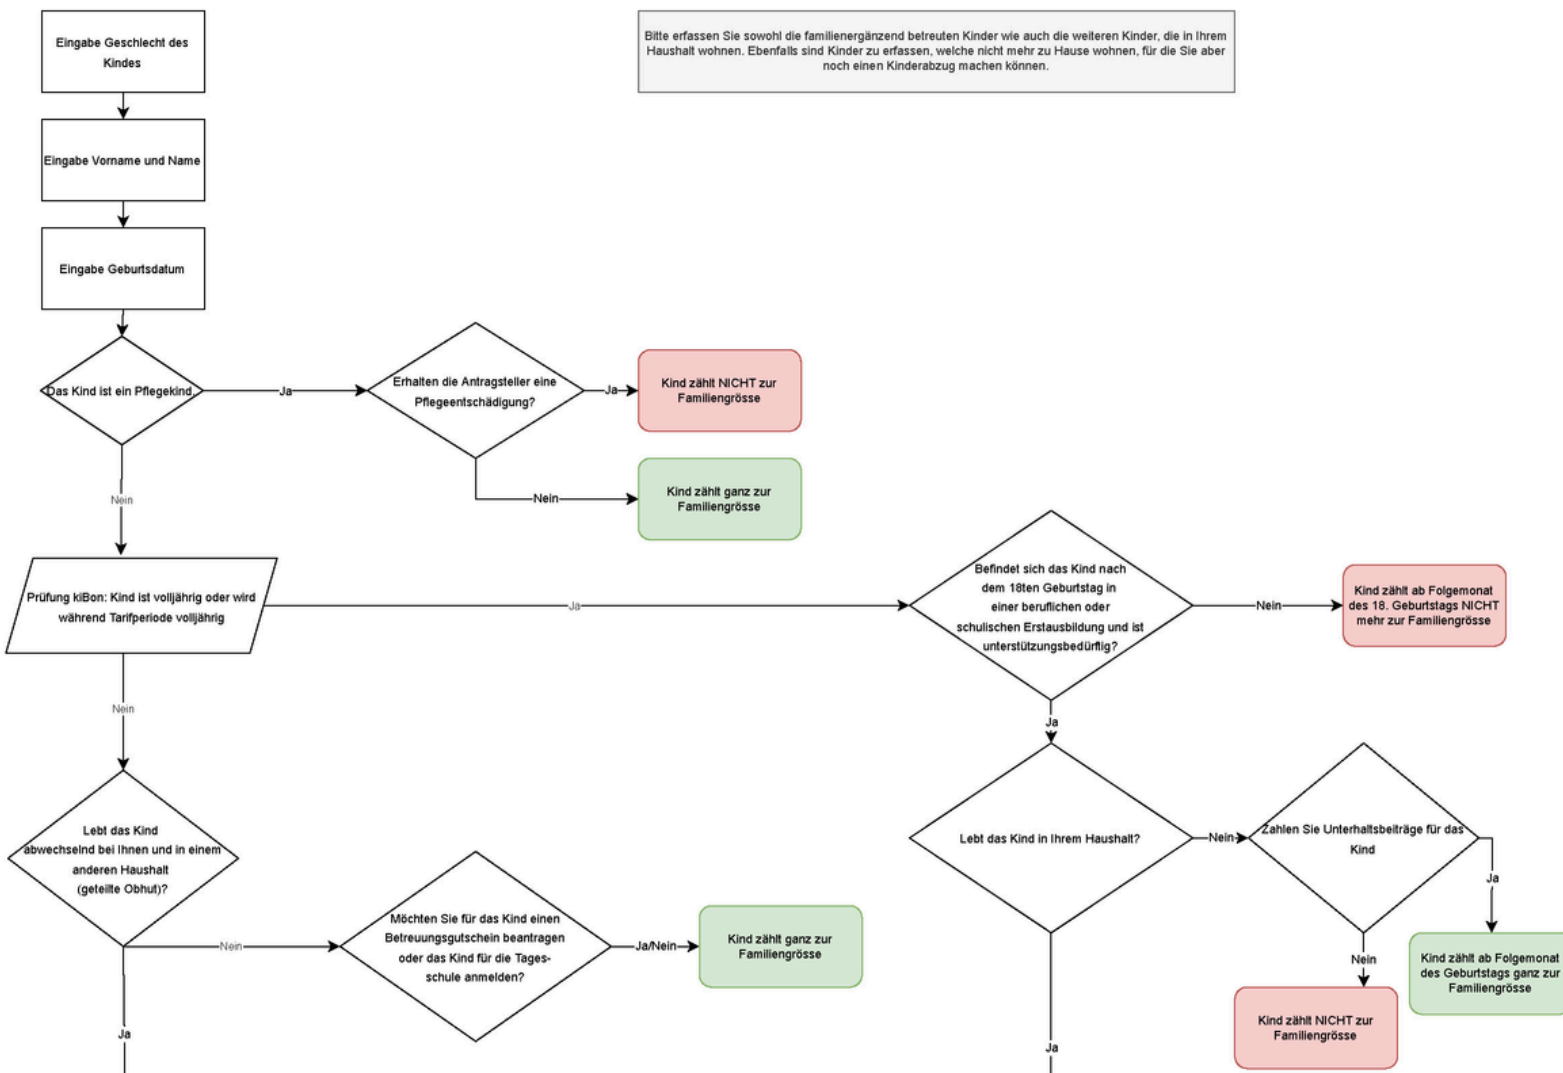 Eingabe Geschlecht des
Kindes
Bitte erfassen Sie sowohl die familienergänzend betreuten Kinder wie auch die weiteren Kinder, die in Ihrem
Haushalt wohnen. Ebenfalls sind Kinder zu erfassen, welche nicht mehr zu Hause wohnen, für die Sie aber
noch einen Kinderabzug machen können.
Eingabe Vorname und Name
Eingabe Geburtsdatum
Das Kind ist ein Pflegekind.
Ja
Erhalten die Antragsteller eine
Pflegeentschädigung?
Ja
Kind zählt NICHT zur
Familiengrösse
Nein
Kind zählt ganz zur
Familiengrösse
Nein
Prüfung kiBon: Kind ist volljährig oder wird
während Tarifperiode volljährig
Ja
Befindet sich das Kind nach
dem 18ten Geburtstag in
einer beruflichen oder
schulischen Erstausbildung und ist
unterstützungsbedürftig?
Nein
Kind zählt ab Folgemonat
des 18. Geburtstags NICHT
mehr zur Familiengrösse
Nein
Ja
Lebt das Kind
abwechselnd bei Ihnen und in einem
anderen Haushalt
(geteilte Obhut)?
Lebt das Kind in Ihrem Haushalt?
Nein
Zahlen Sie Unterhaltsbeiträge für das
Kind
Ja
Nein
Möchten Sie für das Kind einen
Betreuungsgutschein beantragen
oder das Kind für die Tages-
schule anmelden?
Ja/Nein
Kind zählt ganz zur
Familiengrösse
Nein
Kind zählt ab Folgemonat
des Geburtstags ganz zur
Familiengrösse
Kind zählt NICHT zur
Familiengrösse
Ja
Ja